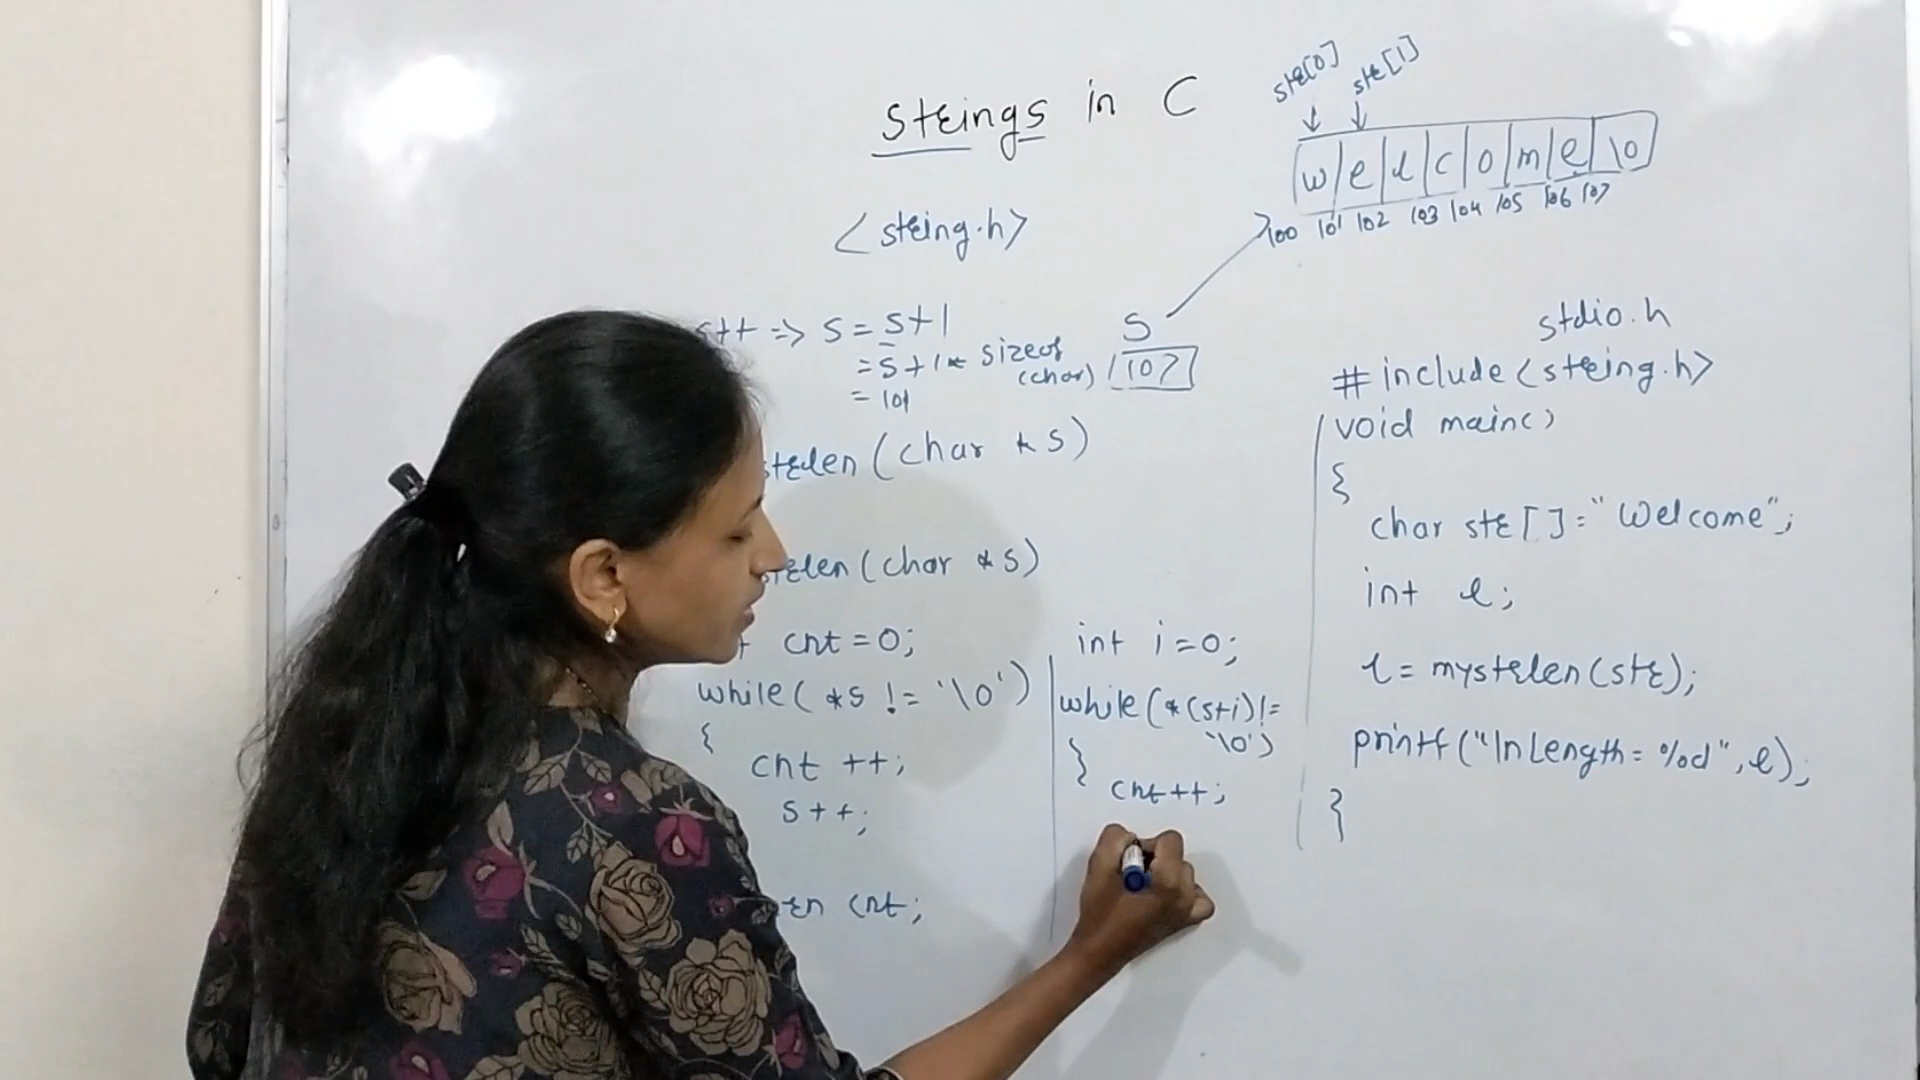 Strings in C
str[0] str[1]
w e l c o m e \0
100 101 102 103 104 105 106 107
<string.h>
s++ => s = s+1
= s+1* sizeof
(char)
= 101
S
107
strlen(char *s)
strlen(char *s)
cnt = 0;
while( *s != '\0')
{
cnt ++;
s++;
cnt;
int i=0;
while(*(s+i)!=
'\0')
{
cnt++;
stdio.h
#include<string.h>
void main()
{
char str[]="Welcome";
int l;
l= mystrlen(str);
printf("\nLength= %d",l);
}